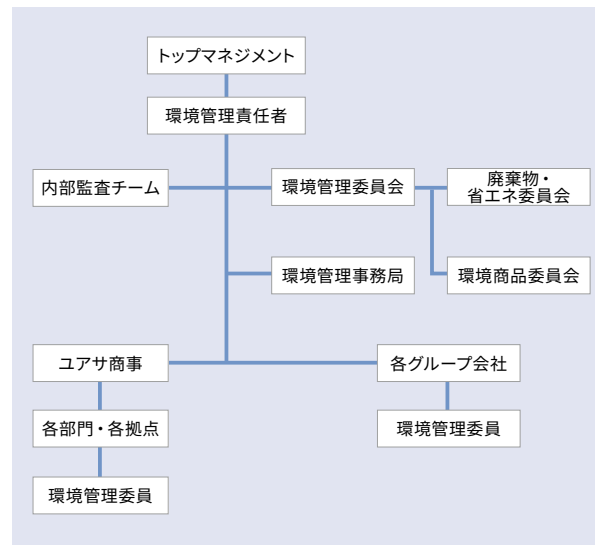 トップマネジメント
環境管理責任者
内部監査チーム
環境管理委員会
廃棄物・
省エネ委員会
環境管理事務局
環境商品委員会
ユアサ商事
各グループ会社
各部門・各拠点
環境管理委員
環境管理委員